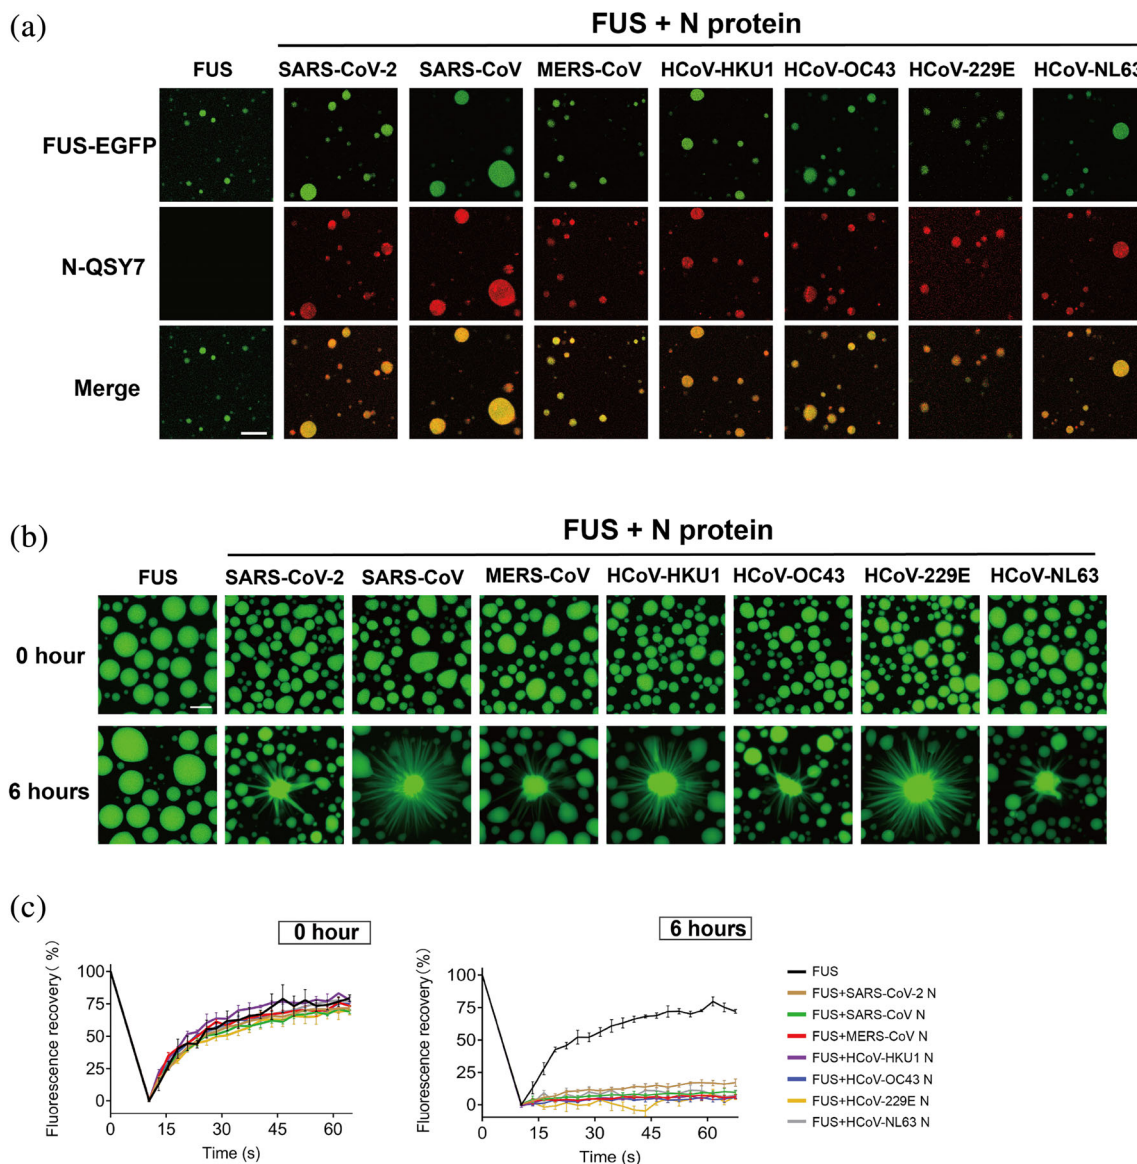 (a)
FUS + N protein
FUS SARS-CoV-2 SARS-CoV MERS-CoV HCoV-HKU1 HCoV-OC43 HCoV-229E HCoV-NL63
FUS-EGFP
N-QSY7
Merge
(b)
FUS + N protein
FUS SARS-CoV-2 SARS-CoV MERS-CoV HCoV-HKU1 HCoV-OC43 HCoV-229E HCoV-NL63
0 hour
6 hours
(c)
0 hour
Fluorescence recovery (%)
100
75
50
25
0
0 15 30 45 60
Time (s)
6 hours
Fluorescence recovery (%)
100
75
50
25
0
0 15 30 45 60
Time (s)
FUS
FUS+SARS-CoV-2 N
FUS+SARS-CoV N
FUS+MERS-CoV N
FUS+HCoV-HKU1 N
FUS+HCoV-OC43 N
FUS+HCoV-229E N
FUS+HCoV-NL63 N